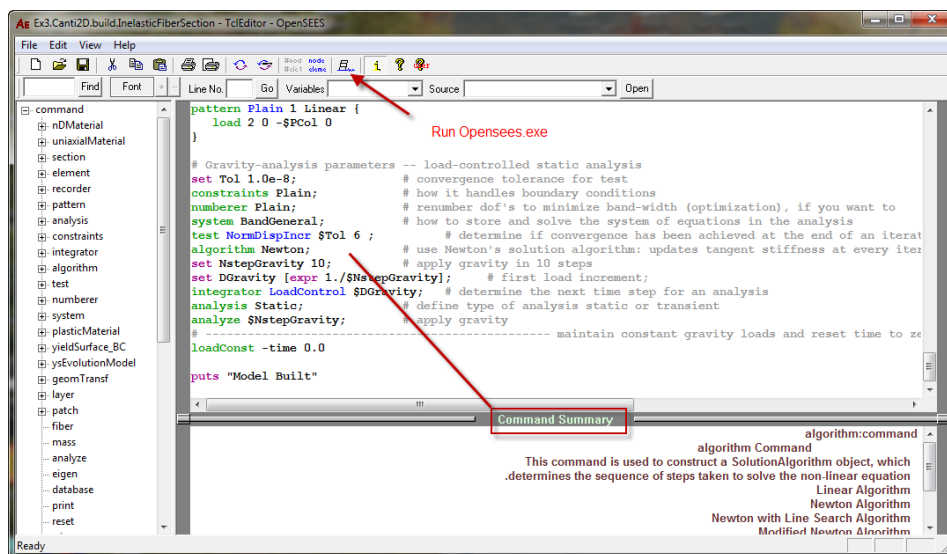 Ex3.Canti2D.build.InelasticFiberSection - TclEditor - OpenSEES
File Edit View Help
Find Font + - Line No. Go Variables Source Open
command
nDMaterial
uniaxialMaterial
section
element
recorder
pattern
analysis
constraints
integrator
algorithm
test
numberer
system
plasticMaterial
yieldSurface_BC
ysEvolutionModel
geomTransf
layer
patch
fiber
mass
analyze
eigen
database
print
reset
pattern Plain 1 Linear {
load 2 0 -$PCol 0
}
Run Opensees.exe
# Gravity-analysis parameters -- load-controlled static analysis
set Tol 1.0e-8; # convergence tolerance for test
constraints Plain; # how it handles boundary conditions
numberer Plain; # renumber dof's to minimize band-width (optimization), if you want to
system BandGeneral; # how to store and solve the system of equations in the analysis
test NormDispIncr $Tol 6 ; # determine if convergence has been achieved at the end of an iterat
algorithm Newton; # use Newton's solution algorithm: updates tangent stiffness at every iter
set NstepGravity 10; # apply gravity in 10 steps
set DGravity [expr 1./$NstepGravity]; # first load increment;
integrator LoadControl $DGravity; # determine the next time step for an analysis
analysis Static; # define type of analysis static or transient
analyze $NstepGravity; # apply gravity
# ------------------------------------------------- maintain constant gravity loads and reset time to ze
loadConst -time 0.0
puts "Model Built"
Command Summary
algorithm:command
algorithm Command
This command is used to construct a SolutionAlgorithm object, which
.determines the sequence of steps taken to solve the non-linear equation
Linear Algorithm
Newton Algorithm
Newton with Line Search Algorithm
Modified Newton Algorithm
Ready